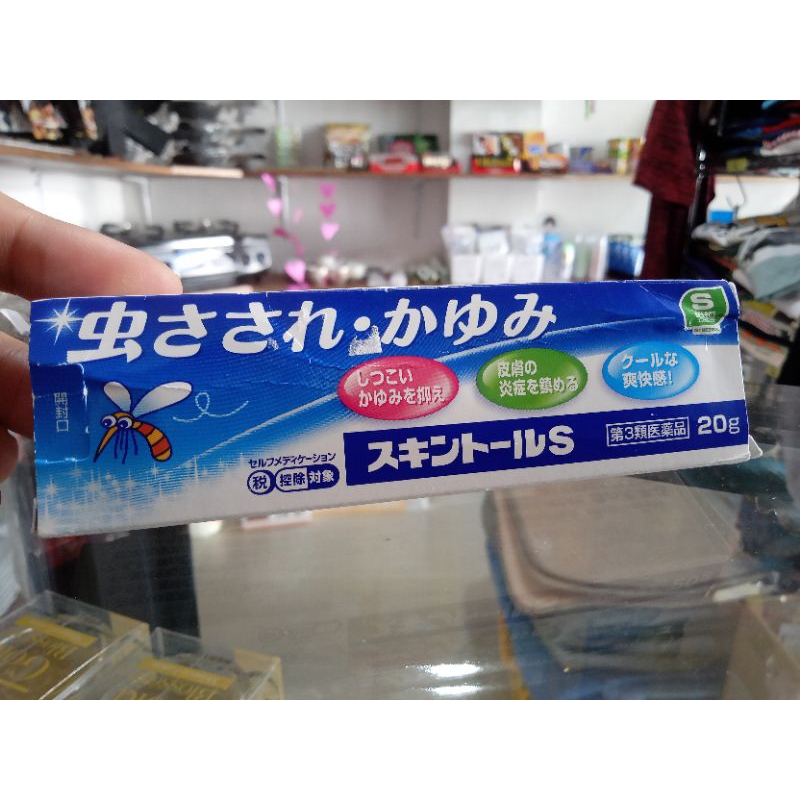 虫さされ・かゆみ
S
開封口
しつこい
かゆみを抑え
皮膚の
炎症を鎮める
クールな
爽快感!
セルフメディケーション
税 控除 対象
スキントールS
第3類医薬品
20g